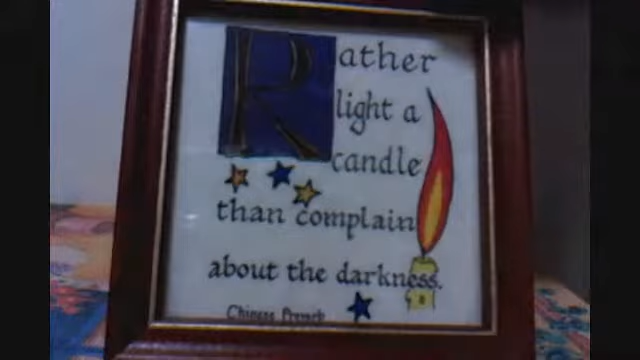 Rather
light a
candle
than complain
about the darkness.
Chinese Proverb